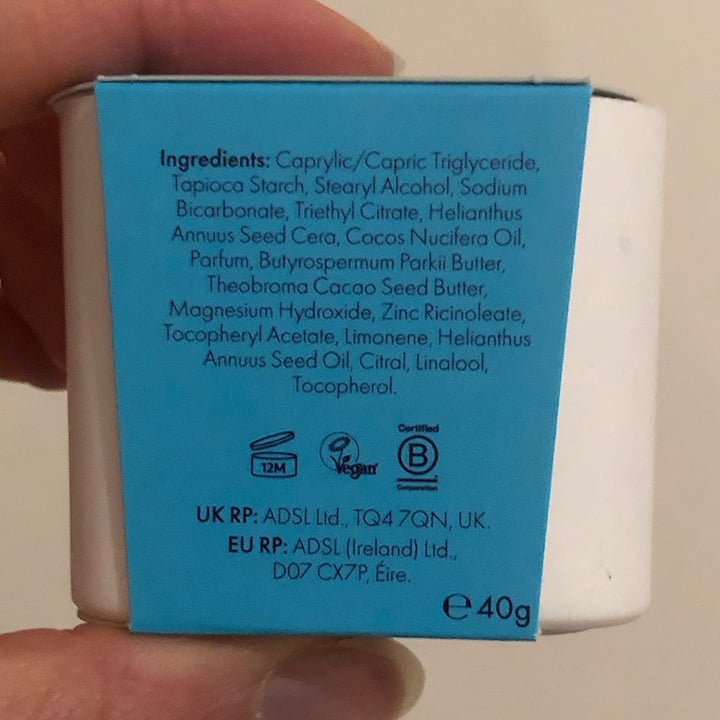 Ingredients: Caprylic/Capric Triglyceride,
Tapioca Starch, Stearyl Alcohol, Sodium
Bicarbonate, Triethyl Citrate, Helianthus
Annuus Seed Cera, Cocos Nucifera Oil,
Parfum, Butyrospermum Parkii Butter,
Theobroma Cacao Seed Butter,
Magnesium Hydroxide, Zinc Ricinoleate,
Tocopheryl Acetate, Limonene, Helianthus
Annuus Seed Oil, Citral, Linalool,
Tocopherol.
12M
Vegan
Certified
B
Corporation
UK RP: ADSL Ltd., TQ4 7QN, UK.
EU RP: ADSL (Ireland) Ltd.,
D07 CX7P, Éire.
℮ 40g